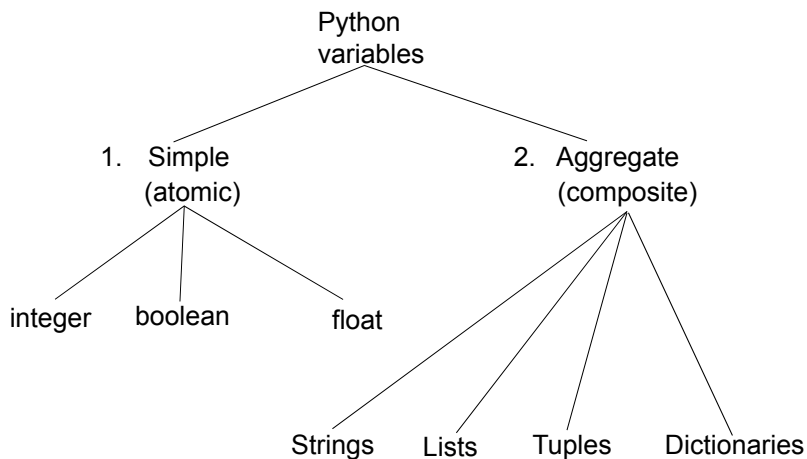 Python
variables
1. Simple
(atomic)
2. Aggregate
(composite)
integer
boolean
float
Strings
Lists
Tuples
Dictionaries